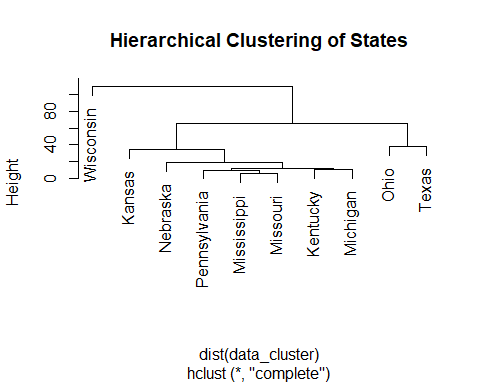 Hierarchical Clustering of States
Height
0
40
80
Wisconsin
Kansas
Nebraska
Pennsylvania
Mississippi
Missouri
Kentucky
Michigan
Ohio
Texas
dist(data_cluster)
hclust (*, "complete")